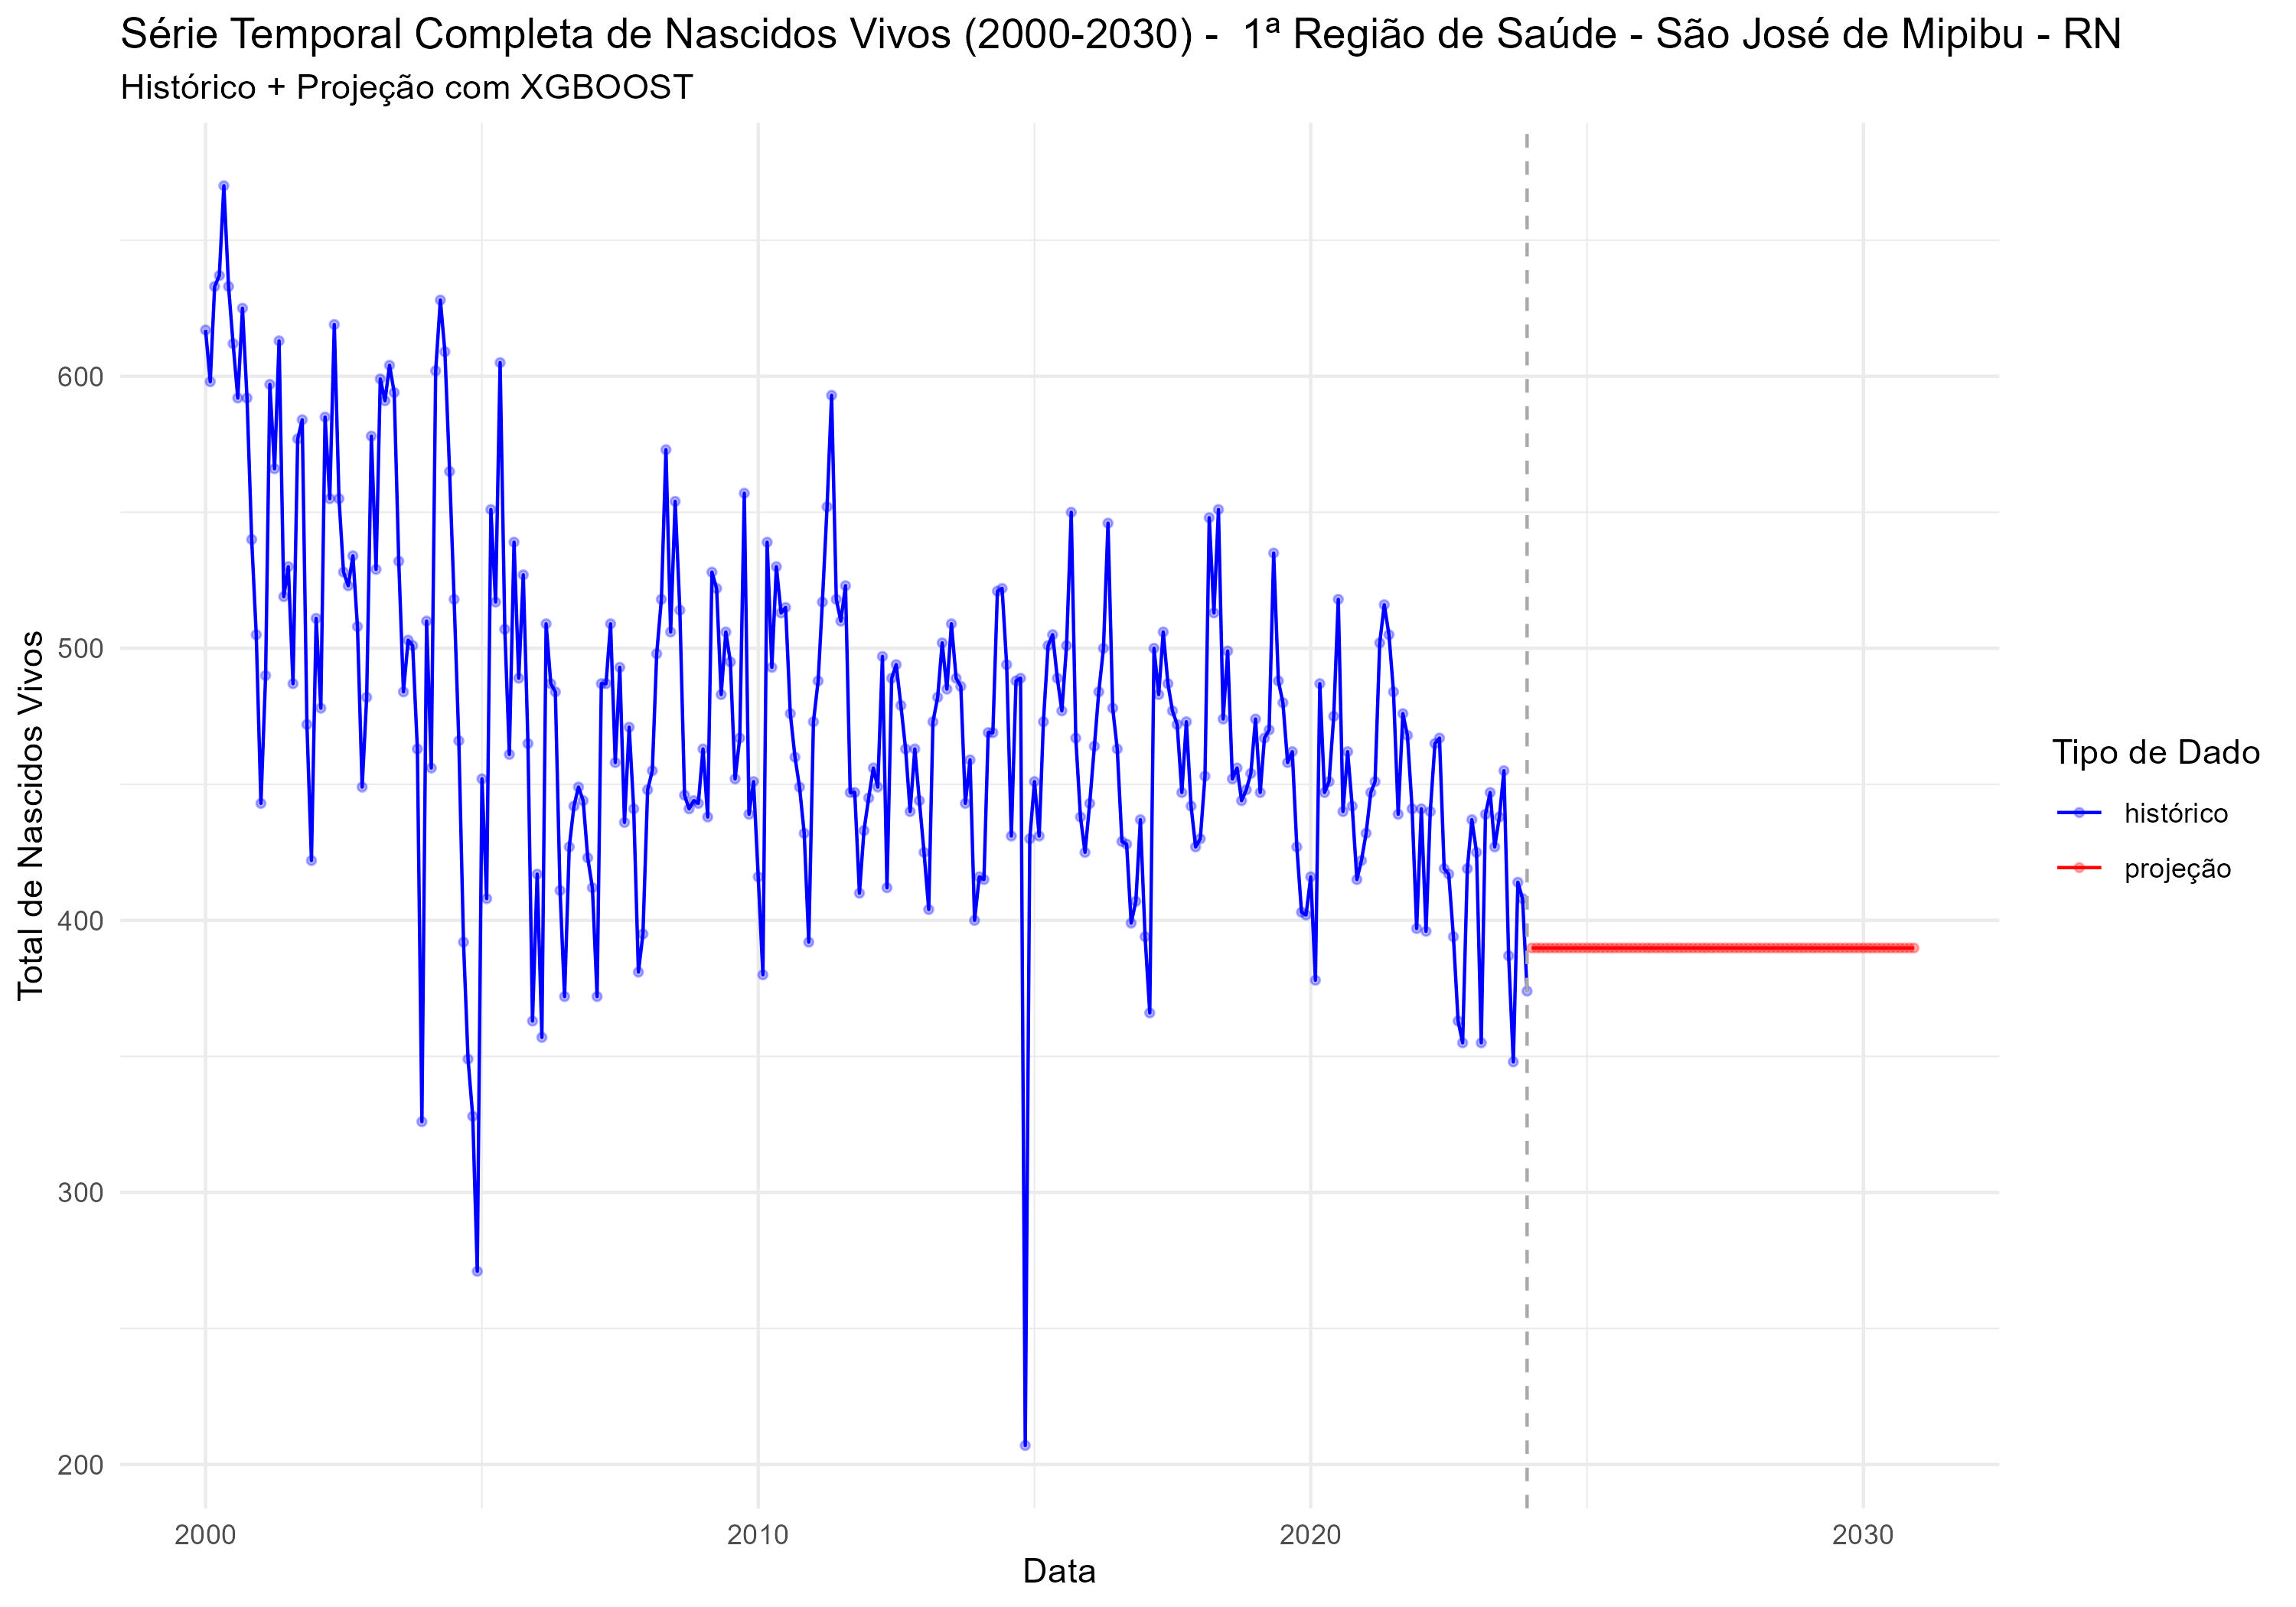 Série Temporal Completa de Nascidos Vivos (2000-2030) -  1ª Região de Saúde - São José de Mipibu - RN
Histórico + Projeção com XGBOOST
Total de Nascidos Vivos
600
500
400
300
200
2000
2010
2020
2030
Data
Tipo de Dado
histórico
projeção